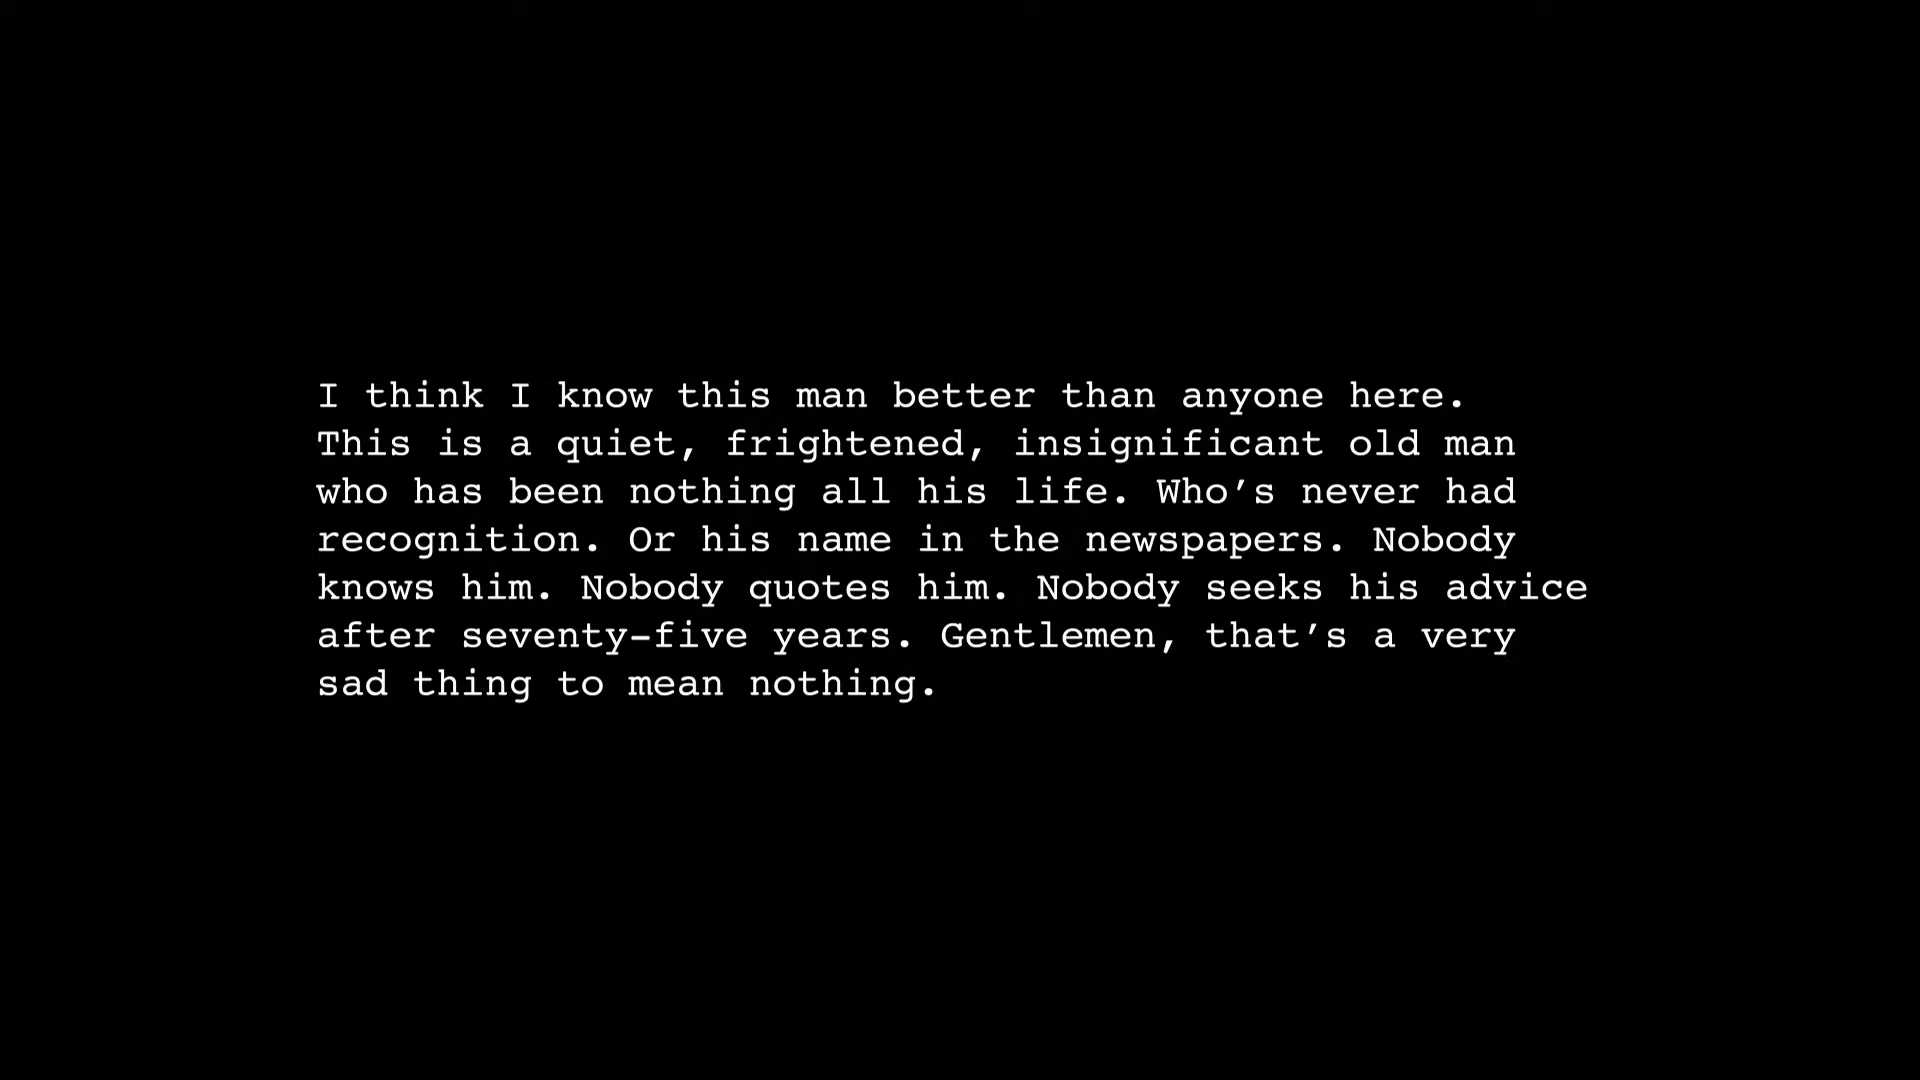 I think I know this man better than anyone here.
This is a quiet, frightened, insignificant old man
who has been nothing all his life. Who’s never had
recognition. Or his name in the newspapers. Nobody
knows him. Nobody quotes him. Nobody seeks his advice
after seventy-five years. Gentlemen, that’s a very
sad thing to mean nothing.